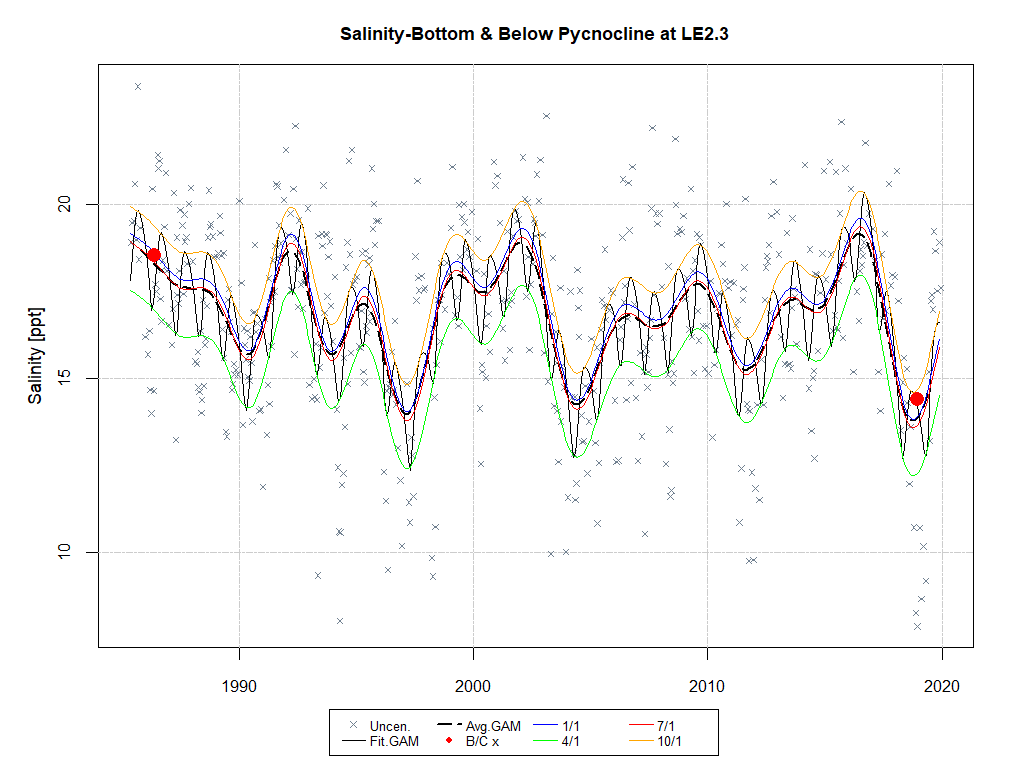 Salinity-Bottom & Below Pycnocline at LE2.3
Salinity [ppt]
20
15
10
1990 2000 2010 2020
Uncen. Avg.GAM 1/1 7/1
Fit.GAM B/C x 4/1 10/1